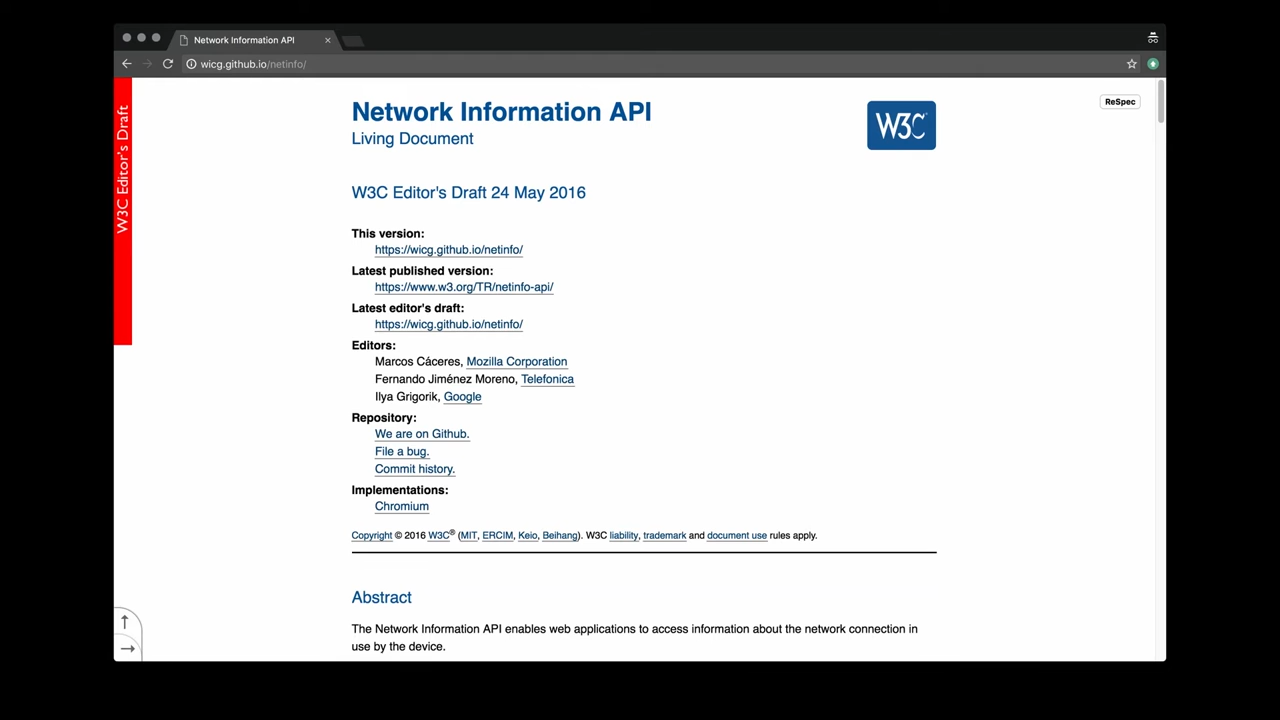 Network Information API
wicg.github.io/netinfo/
W3C Editor's Draft
Network Information API
W3C
ReSpec
Living Document
W3C Editor's Draft 24 May 2016
This version:
https://wicg.github.io/netinfo/
Latest published version:
https://www.w3.org/TR/netinfo-api/
Latest editor's draft:
https://wicg.github.io/netinfo/
Editors:
Marcos Cáceres, Mozilla Corporation
Fernando Jiménez Moreno, Telefonica
Ilya Grigorik, Google
Repository:
We are on Github.
File a bug.
Commit history.
Implementations:
Chromium
Copyright © 2016 W3C® (MIT, ERCIM, Keio, Beihang). W3C liability, trademark and document use rules apply.
Abstract
The Network Information API enables web applications to access information about the network connection in
use by the device.